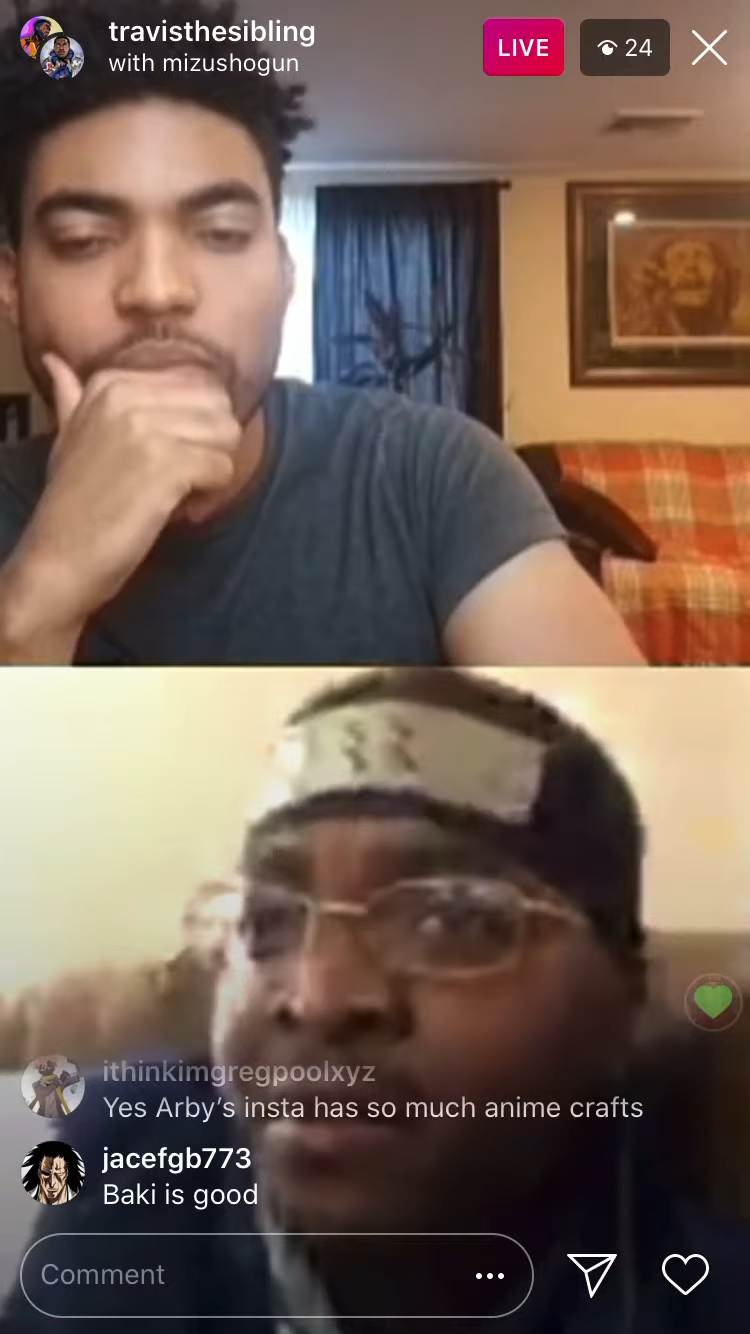 travisthesibling
with mizushogun
LIVE
24
ithinkimgregpoolxyz
Yes Arby’s insta has so much anime crafts
jacefgb773
Baki is good
Comment